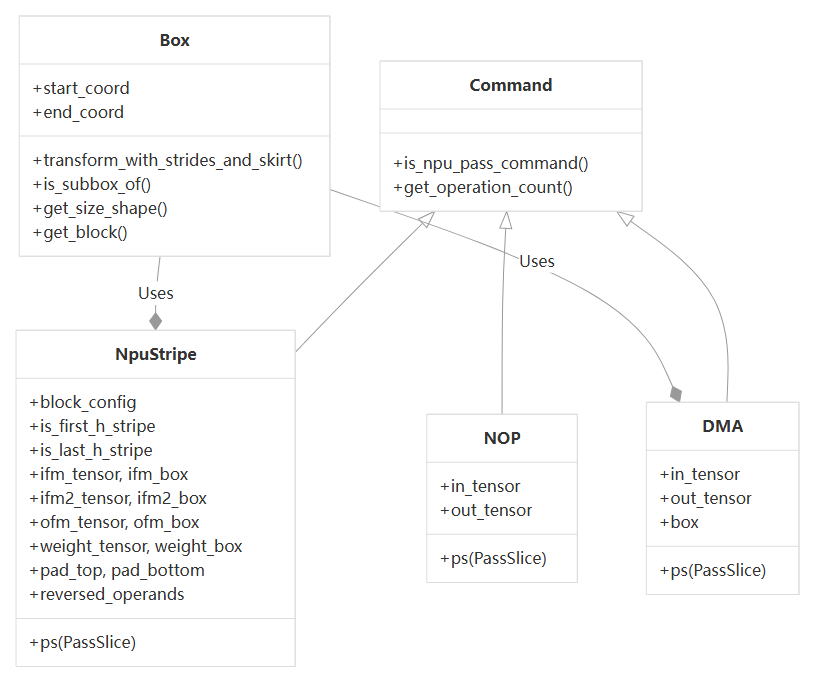 Box
+start_coord
+end_coord
+transform_with_strides_and_skirt()
+is_subbox_of()
+get_size_shape()
+get_block()
Command
+is_npu_pass_command()
+get_operation_count()
Uses
Uses
NpuStripe
+block_config
+is_first_h_stripe
+is_last_h_stripe
+ifm_tensor, ifm_box
+ifm2_tensor, ifm2_box
+ofm_tensor, ofm_box
+weight_tensor, weight_box
+pad_top, pad_bottom
+reversed_operands
+ps(PassSlice)
NOP
+in_tensor
+out_tensor
+ps(PassSlice)
DMA
+in_tensor
+out_tensor
+box
+ps(PassSlice)